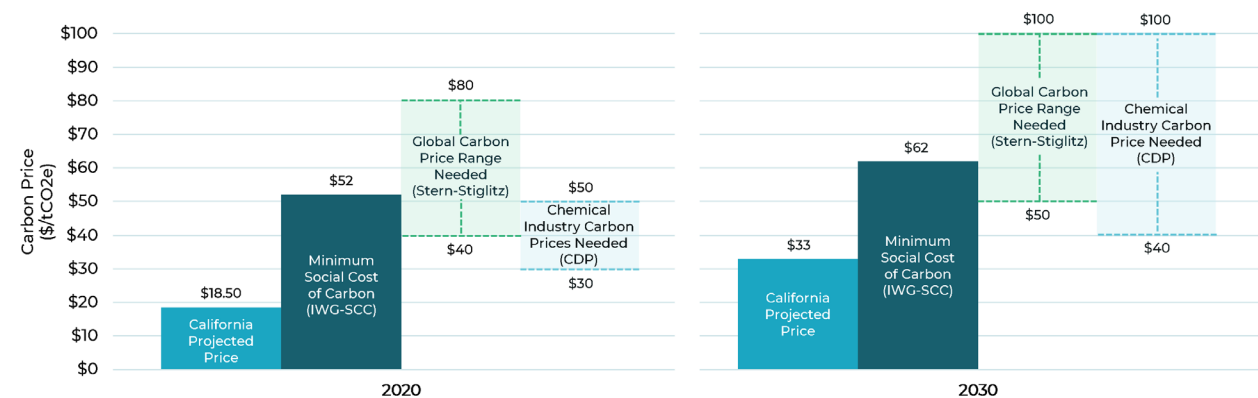 Carbon Price
($/tCO2e)
$100
$90
$80
$70
$60
$50
$40
$30
$20
$10
$0
$18.50
California
Projected
Price
$52
Minimum
Social Cost
of Carbon
(IWG-SCC)
$80
Global Carbon
Price Range
Needed
(Stern-Stiglitz)
$40
$50
Chemical
Industry Carbon
Prices Needed
(CDP)
$30
2020
$33
California
Projected
Price
$62
Minimum
Social Cost
of Carbon
(IWG-SCC)
$100
Global Carbon
Price Range
Needed
(Stern-Stiglitz)
$50
$100
Chemical
Industry Carbon
Price Needed
(CDP)
$40
2030